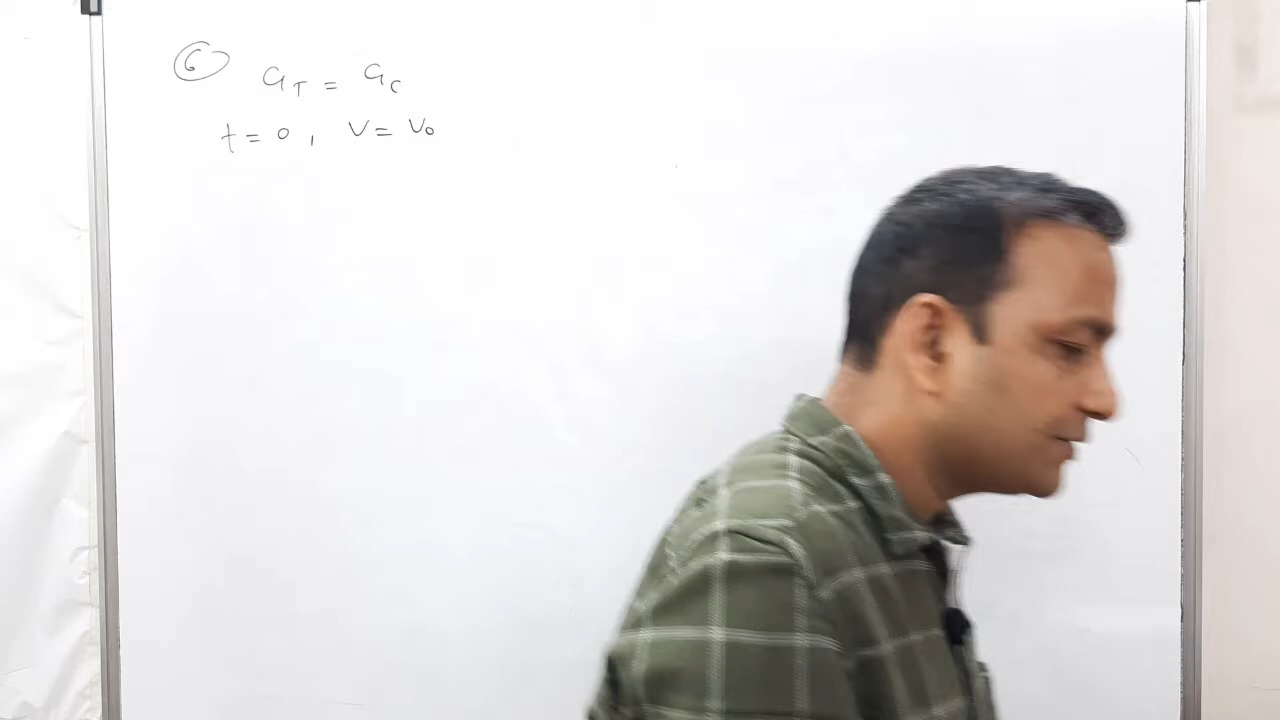 ⑥ a_T = a_C
t = 0, V = V₀